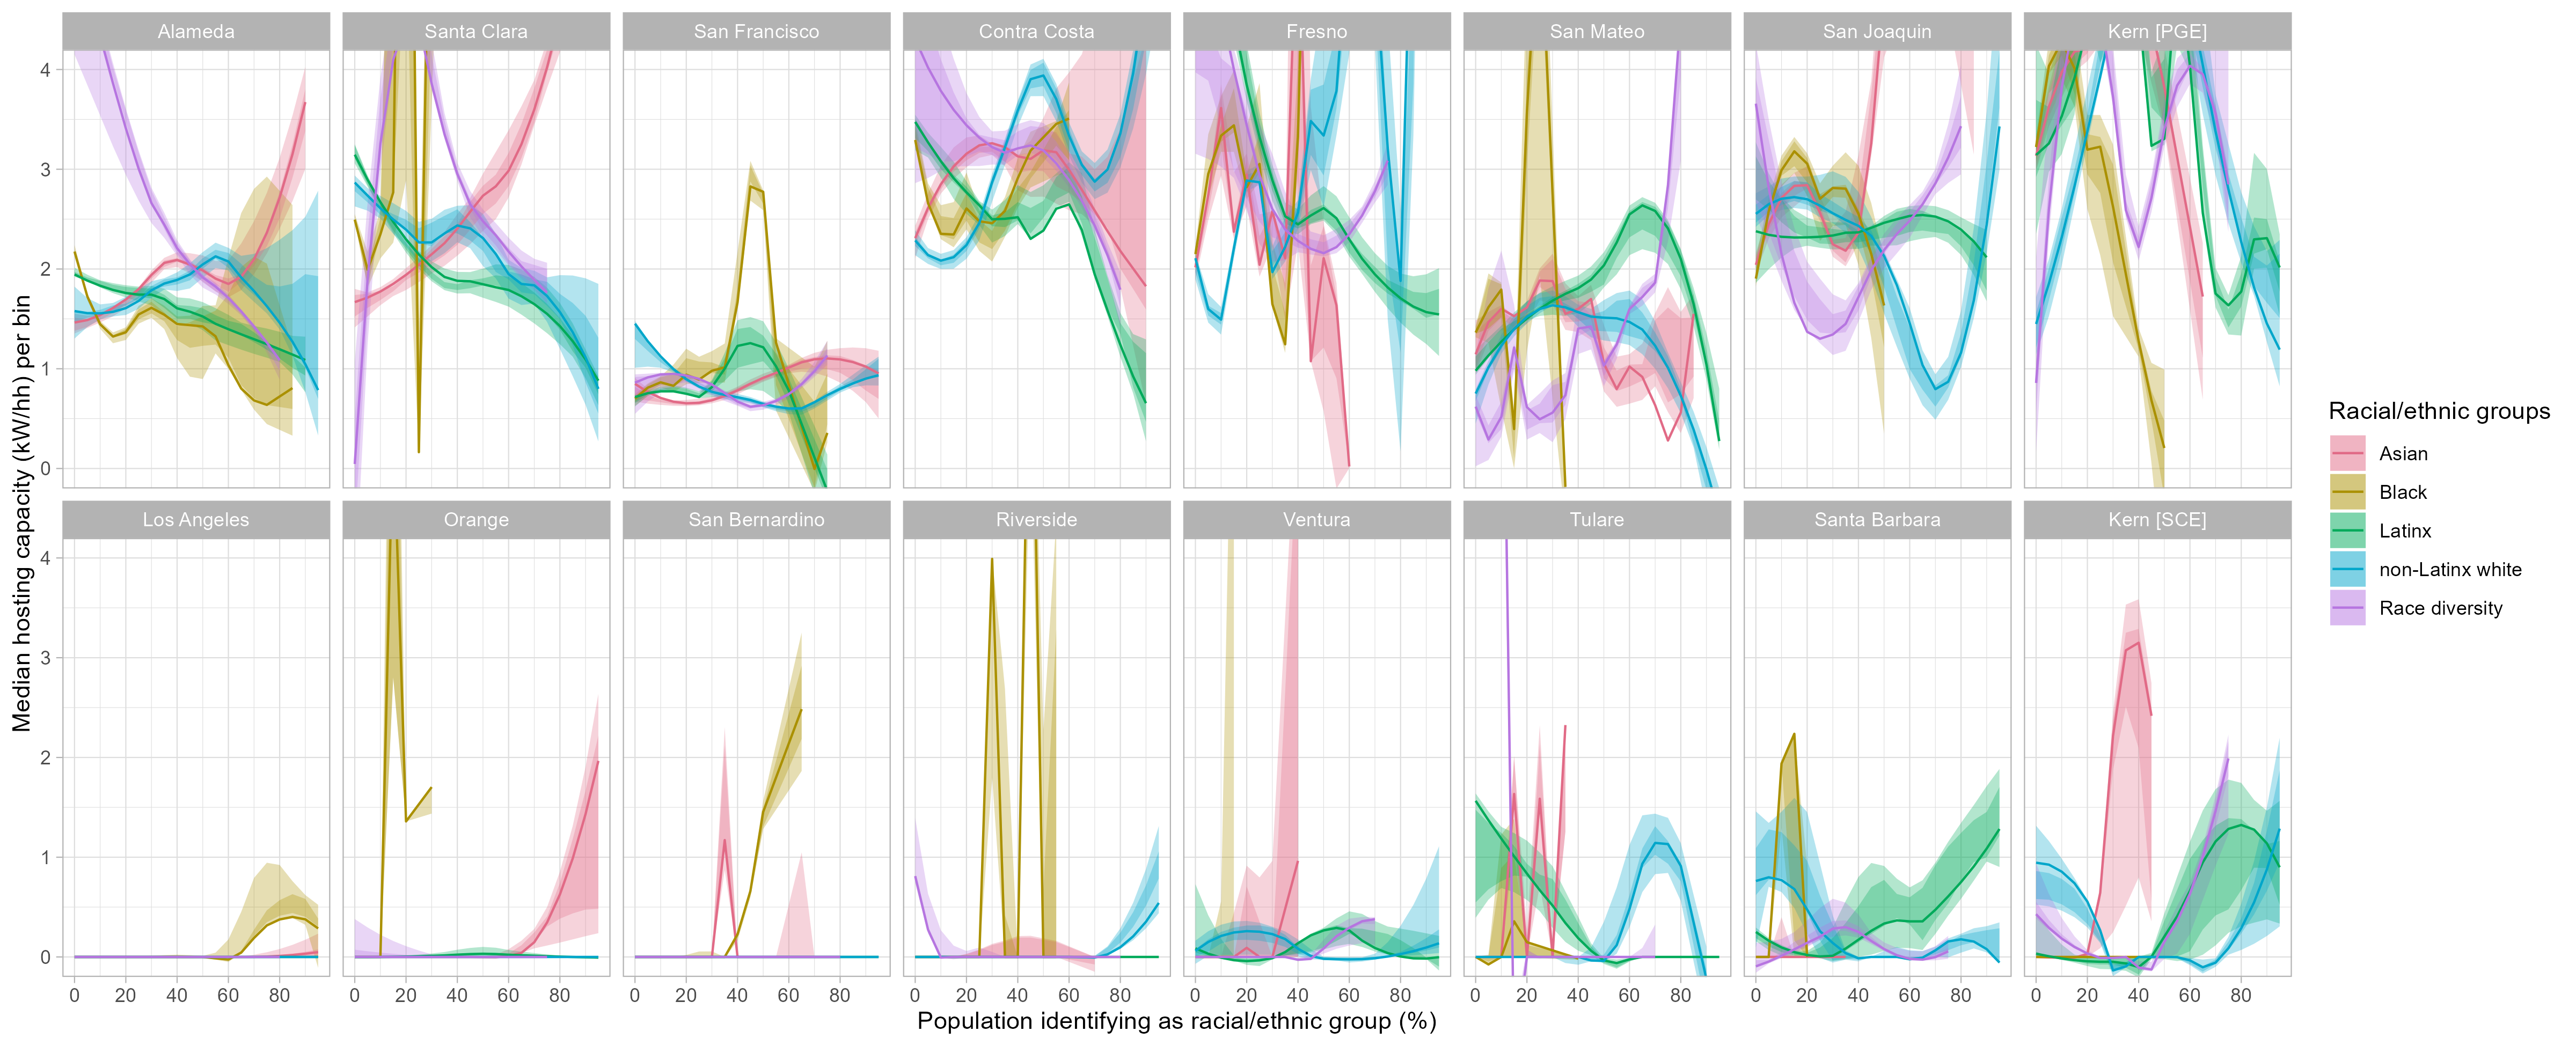 Alameda Santa Clara San Francisco Contra Costa Fresno San Mateo San Joaquin Kern [PGE]
4
3
2
1
0
Los Angeles Orange San Bernardino Riverside Ventura Tulare Santa Barbara Kern [SCE]
4
3
2
1
0
0 20 40 60 80 0 20 40 60 80 0 20 40 60 80 0 20 40 60 80 0 20 40 60 80 0 20 40 60 80 0 20 40 60 80 0 20 40 60 80
Population identifying as racial/ethnic group (%)
Median hosting capacity (kW/hh) per bin
Racial/ethnic groups
Asian
Black
Latinx
non-Latinx white
Race diversity